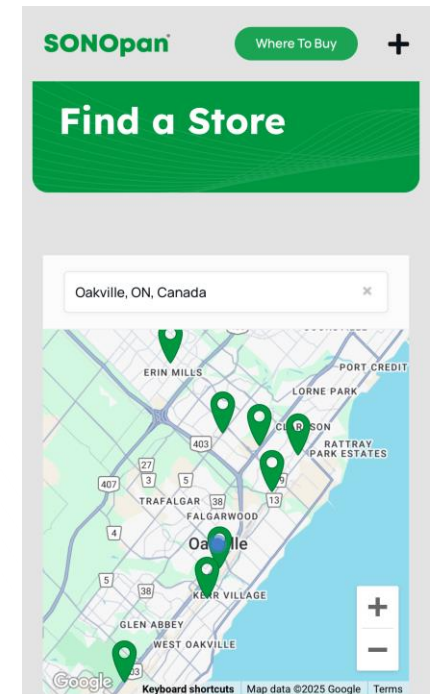 SONOpan
Where To Buy
Find a Store
Oakville, ON, Canada
ERIN MILLS
PORT CREDIT
LORNE PARK
RATTRAY
PARK ESTATES
403
27
407
3
5
13
TRAFALGAR
38
FALGARWOOD
4
5
38
KERR VILLAGE
GLEN ABBEY
WEST OAKVILLE
Google
Keyboard shortcuts
Map data ©2025 Google
Terms